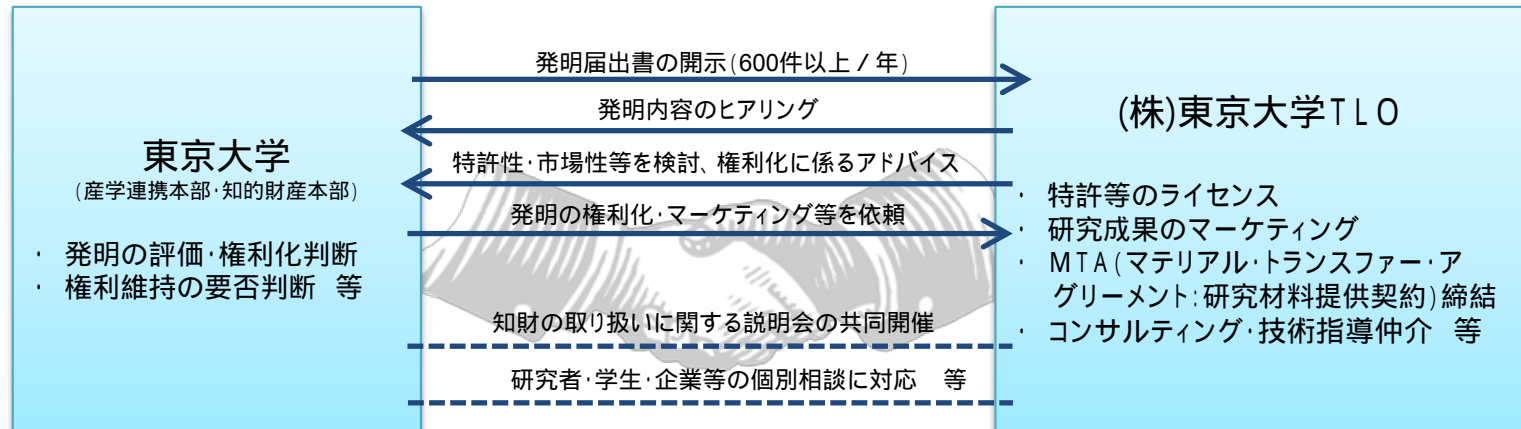 東京大学
(産学連携本部・知的財産本部)
・ 発明の評価・権利化判断
・ 権利維持の要否判断 等
発明届出書の開示(600件以上／年)
発明内容のヒアリング
特許性・市場性等を検討、権利化に係るアドバイス
発明の権利化・マーケティング等を依頼
知財の取り扱いに関する説明会の共同開催
研究者・学生・企業等の個別相談に対応 等
(株)東京大学TLO
・ 特許等のライセンス
・ 研究成果のマーケティング
・ MTA(マテリアル・トランスファー・ア
グリーメント:研究材料提供契約)締結
・ コンサルティング・技術指導仲介 等